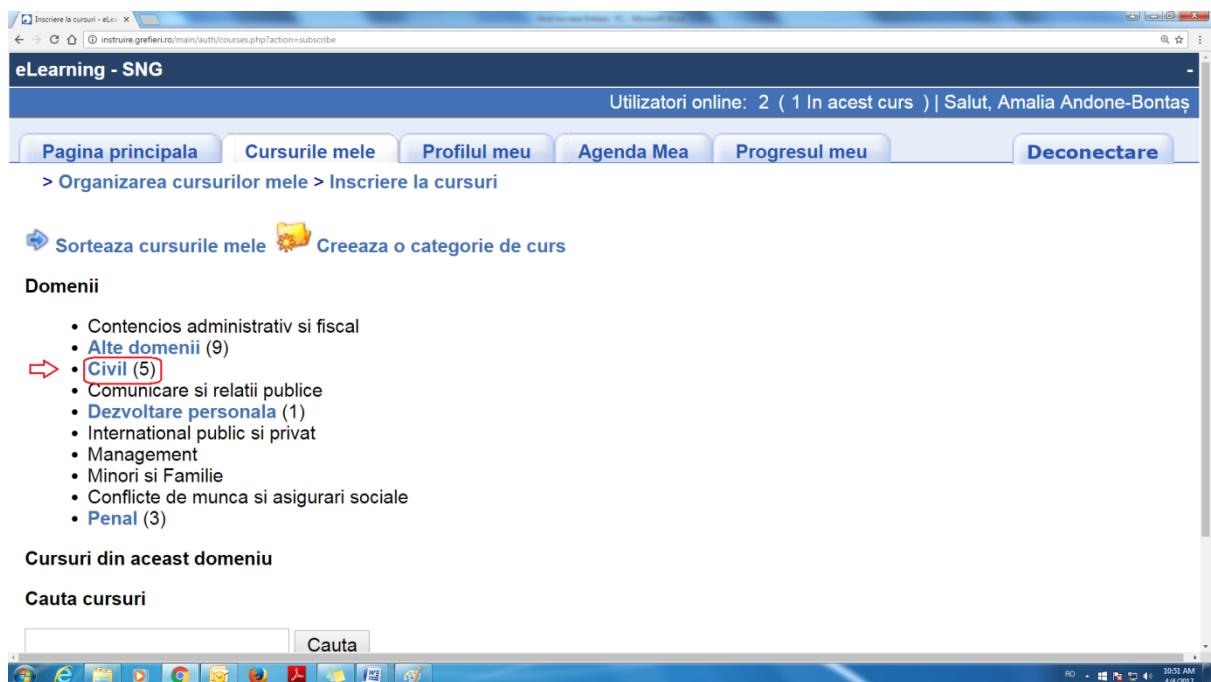 Inscriere la cursuri - eLe
instruire.grefieri.ro/main/auth/courses.php?action=subscribe
eLearning - SNG -
Utilizatori online: 2 ( 1 In acest curs ) | Salut, Amalia Andone-Bontaș
Pagina principala Cursurile mele Profilul meu Agenda Mea Progresul meu Deconectare
> Organizarea cursurilor mele > Inscriere la cursuri
Sorteaza cursurile mele Creeaza o categorie de curs
Domenii
• Contencios administrativ si fiscal
• Alte domenii (9)
• Civil (5)
• Comunicare si relatii publice
• Dezvoltare personala (1)
• International public si privat
• Management
• Minori si Familie
• Conflicte de munca si asigurari sociale
• Penal (3)
Cursuri din aceast domeniu
Cauta cursuri
Cauta
RO 10:51 AM
4/4/2017